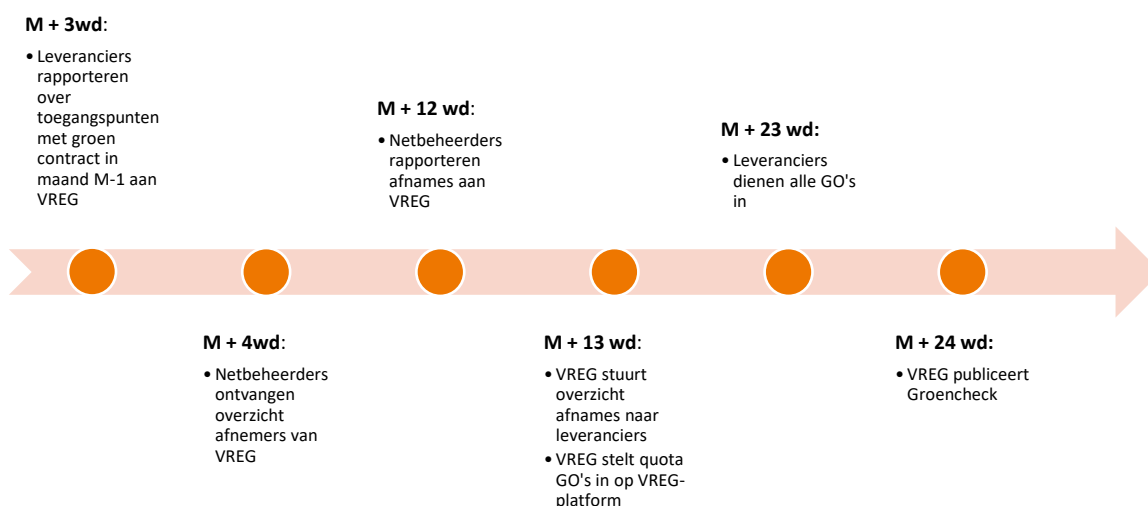 M + 3wd:
• Leveranciers
rapporteren
over
toegangspunten
met groen
contract in
maand M-1 aan
VREG
M + 4wd:
• Netbeheerders
ontvangen
overzicht
afnemers van
VREG
M + 12 wd:
• Netbeheerders
rapporteren
afnames aan
VREG
M + 13 wd:
• VREG stuurt
overzicht
afnames naar
leveranciers
• VREG stelt quota
GO's in op VREG-
platform
M + 23 wd:
• Leveranciers
dienen alle GO's
in
M + 24 wd:
• VREG publiceert
Groencheck